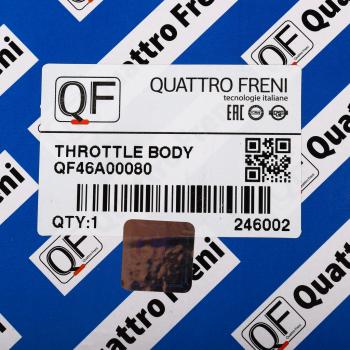 QF
QUATTRO FRENI
tecnologie italiane
EAC
THROTTLE BODY
QF46A00080
QTY:1
246002
Quattro Freni
QF
QF Quattro Freni
QF Quattro Freni